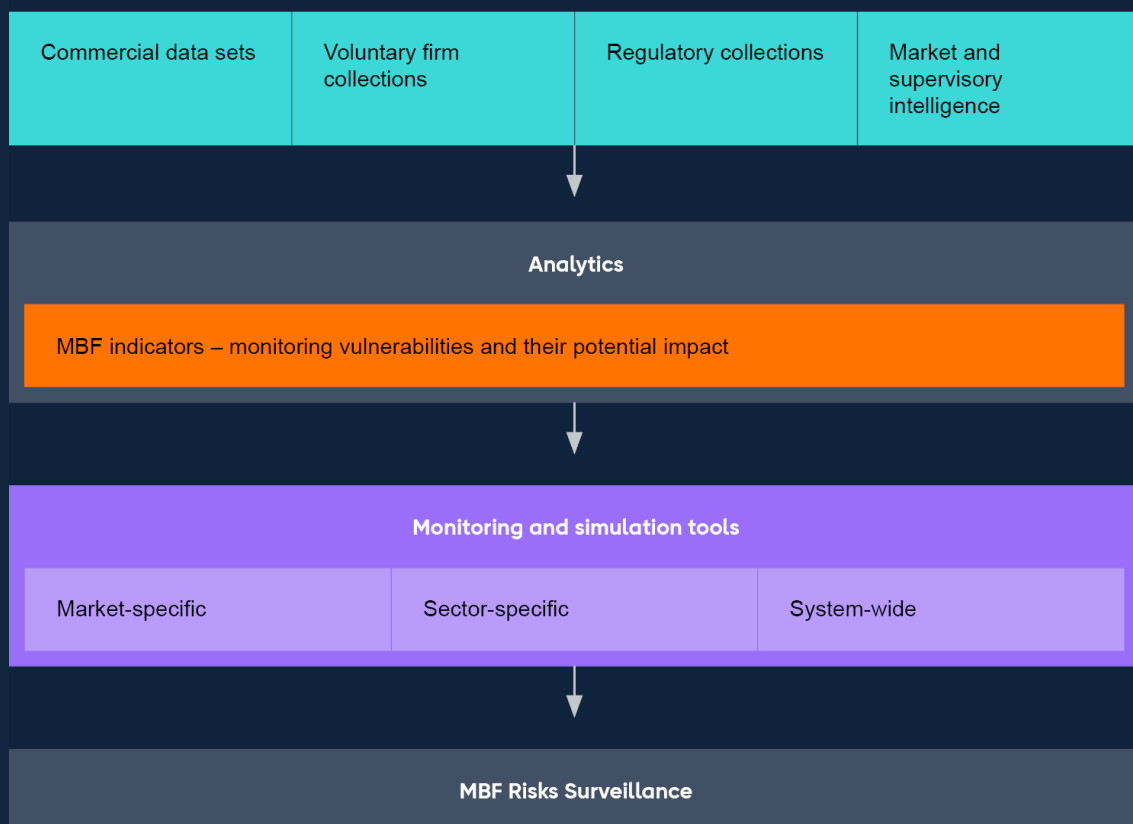 Commercial data sets
Voluntary firm
collections
Regulatory collections
Market and
supervisory
intelligence
Analytics
MBF indicators – monitoring vulnerabilities and their potential impact
Monitoring and simulation tools
Market-specific
Sector-specific
System-wide
MBF Risks Surveillance